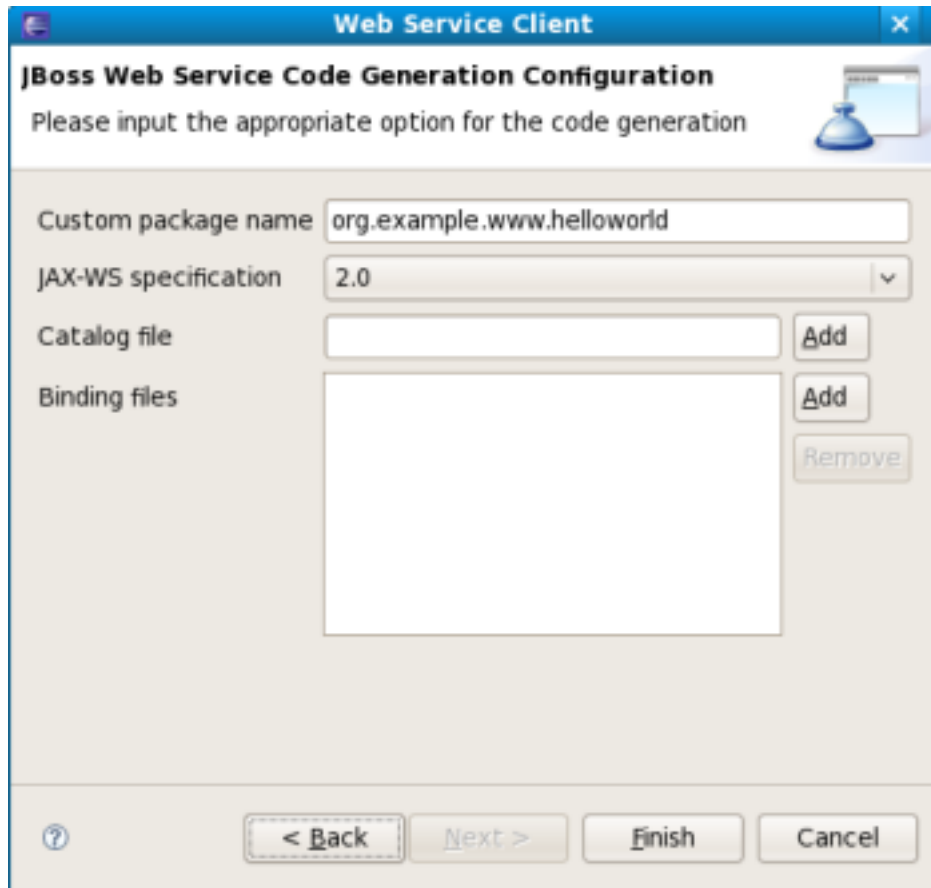 Web Service Client
JBoss Web Service Code Generation Configuration
Please input the appropriate option for the code generation
Custom package name org.example.www.helloworld
JAX-WS specification 2.0
Catalog file Add
Binding files Add
Remove
< Back Next > Finish Cancel